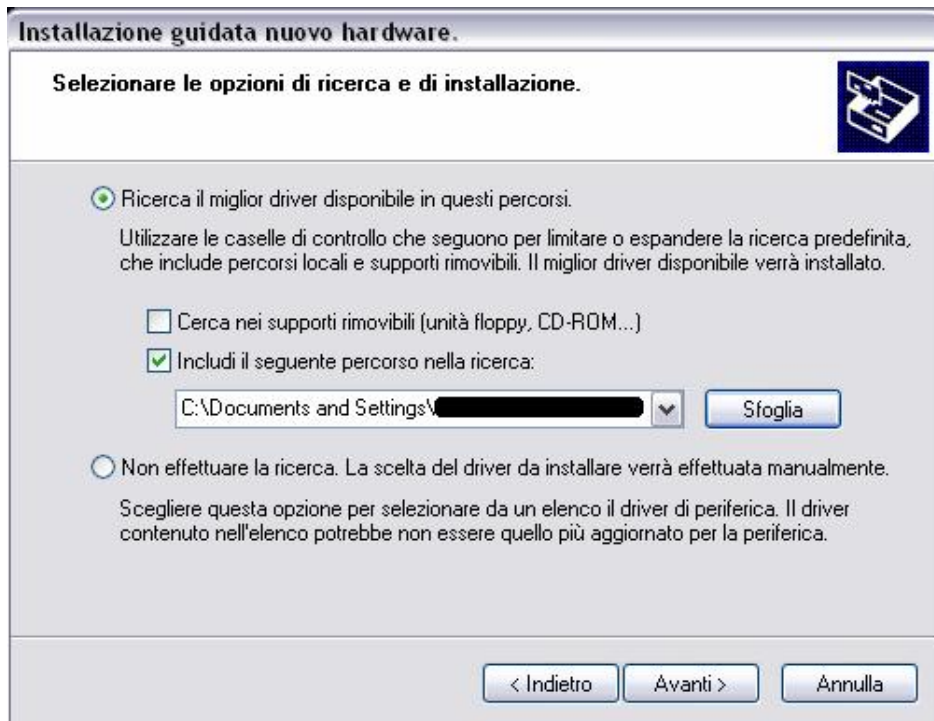 Installazione guidata nuovo hardware.
Selezionare le opzioni di ricerca e di installazione.
Ricerca il miglior driver disponibile in questi percorsi.
Utilizzare le caselle di controllo che seguono per limitare o espandere la ricerca predefinita,
che include percorsi locali e supporti rimovibili. Il miglior driver disponibile verrà installato.
Cerca nei supporti rimovibili (unità floppy, CD-ROM...)
Includi il seguente percorso nella ricerca:
C:\Documents and Settings\
Sfoglia
Non effettuare la ricerca. La scelta del driver da installare verrà effettuata manualmente.
Scegliere questa opzione per selezionare da un elenco il driver di periferica. Il driver
contenuto nell'elenco potrebbe non essere quello più aggiornato per la periferica.
< Indietro
Avanti >
Annulla